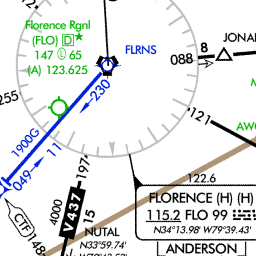 Florence Rgnl
(FLO) D★
147 65
(A) 123.625
FLRNS
088
8
JONA
255
1900G
230
121
AWC
049
11
197
15
4000
V 437
CTF
148
122.6
FLORENCE (H) (H)
115.2 FLO 99
N34°13.98 W79°39.43'
ANDERSON
NUTAL
N33°59.74'